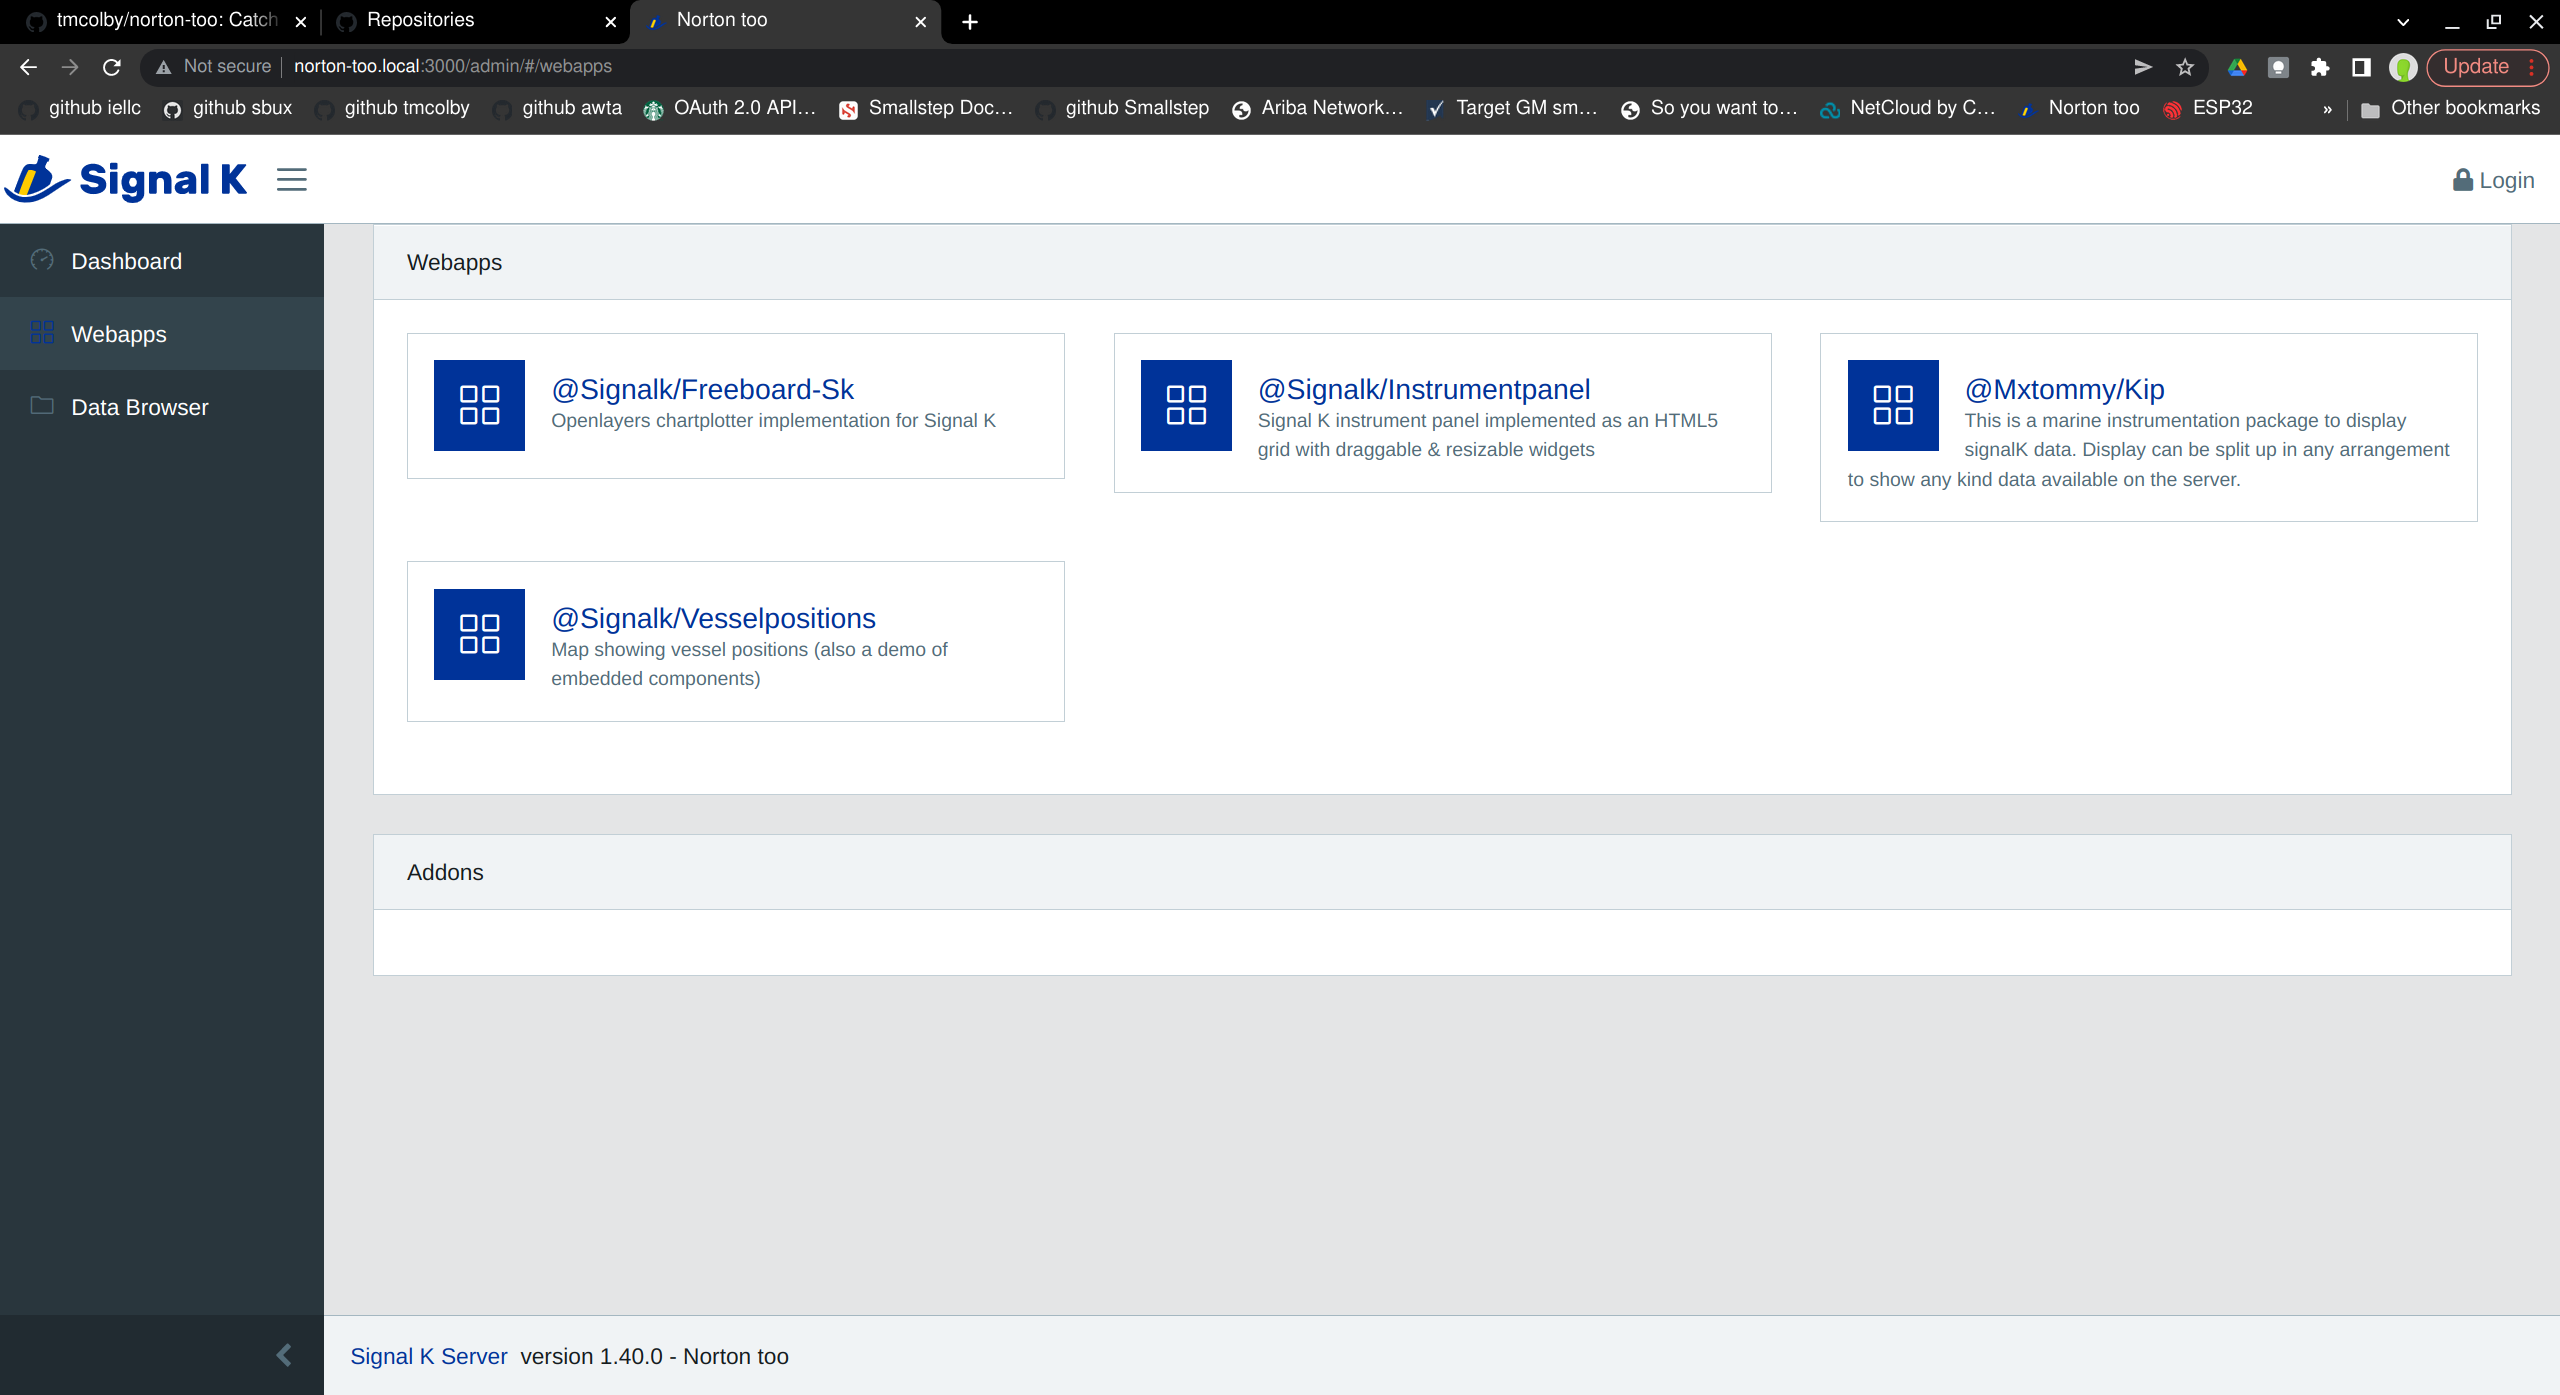 tmcolby/norton-too: Catch
Repositories
Norton too
Not secure
norton-too.local:3000/admin/#/webapps
Update
github iellc
github sbux
github tmcolby
github awta
OAuth 2.0 API...
Smallstep Doc...
github Smallstep
Ariba Network...
Target GM sm...
So you want to...
NetCloud by C...
Norton too
ESP32
»
Other bookmarks
Signal K
Login
Dashboard
Webapps
Data Browser
Webapps
@Signalk/Freeboard-Sk
Openlayers chartplotter implementation for Signal K
@Signalk/Instrumentpanel
Signal K instrument panel implemented as an HTML5
grid with draggable & resizable widgets
@Mxtommy/Kip
This is a marine instrumentation package to display
signalK data. Display can be split up in any arrangement
to show any kind data available on the server.
@Signalk/Vesselpositions
Map showing vessel positions (also a demo of
embedded components)
Addons
Signal K Server version 1.40.0 - Norton too